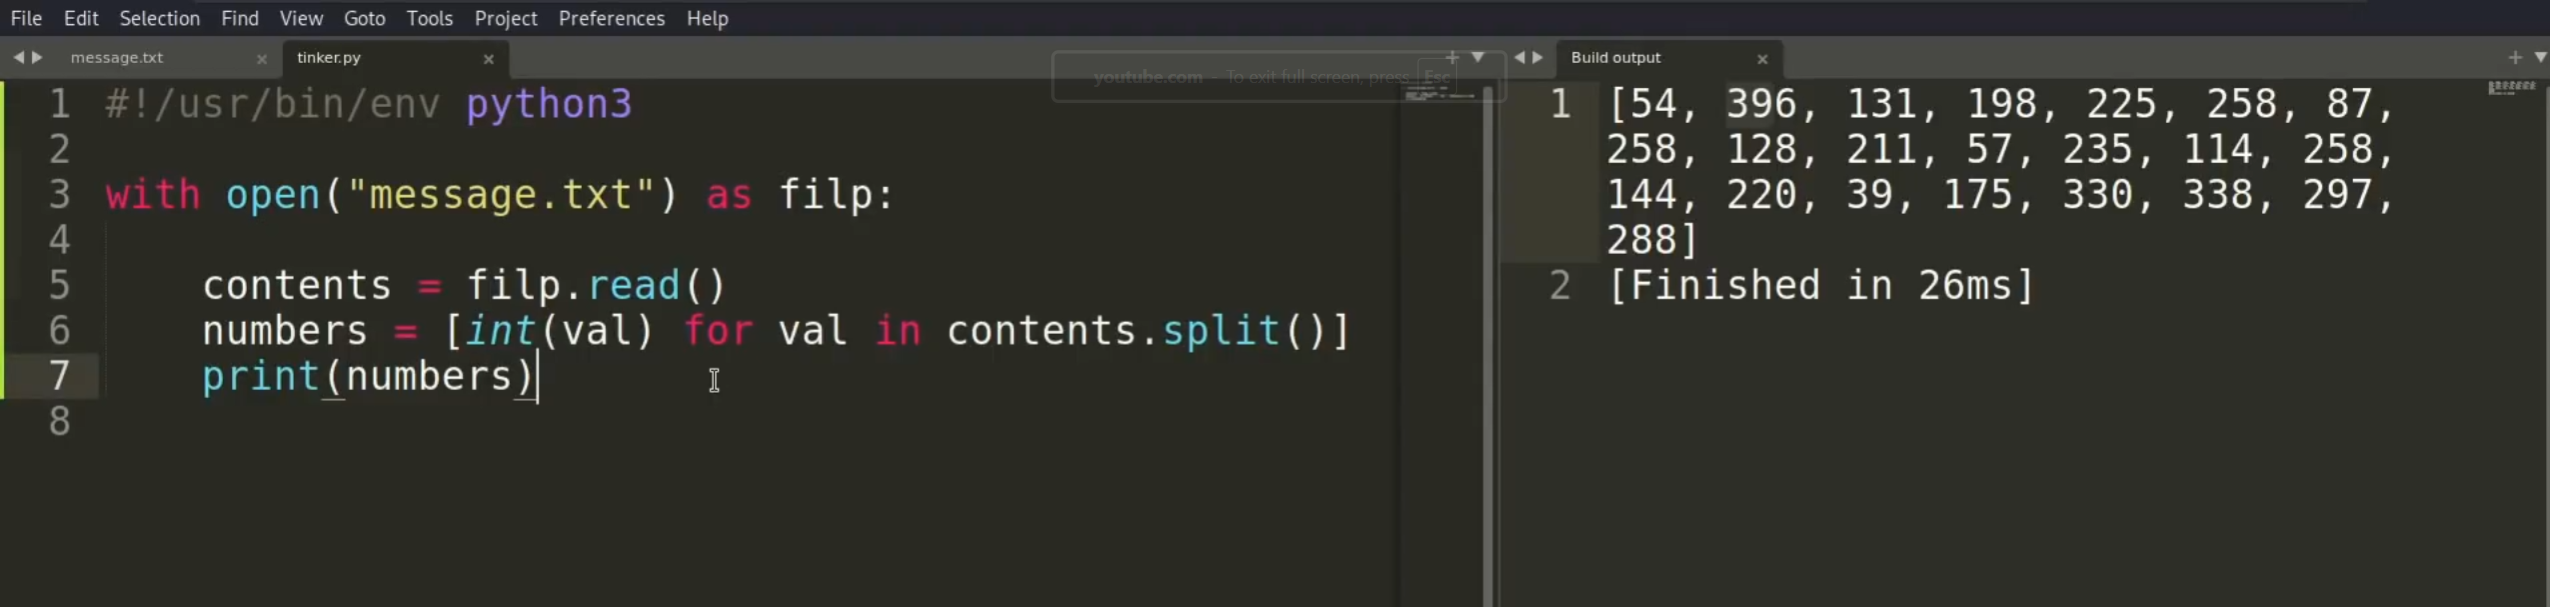 File Edit Selection Find View Goto Tools Project Preferences Help
message.txt × tinker.py ×
youtube.com - To exit full screen, press Esc
Build output ×
1 #!/usr/bin/env python3
2
3 with open("message.txt") as filp:
4
5 contents = filp.read()
6 numbers = [int(val) for val in contents.split()]
7 print(numbers)
8
1 [54, 396, 131, 198, 225, 258, 87,
258, 128, 211, 57, 235, 114, 258,
144, 220, 39, 175, 330, 338, 297,
288]
2 [Finished in 26ms]